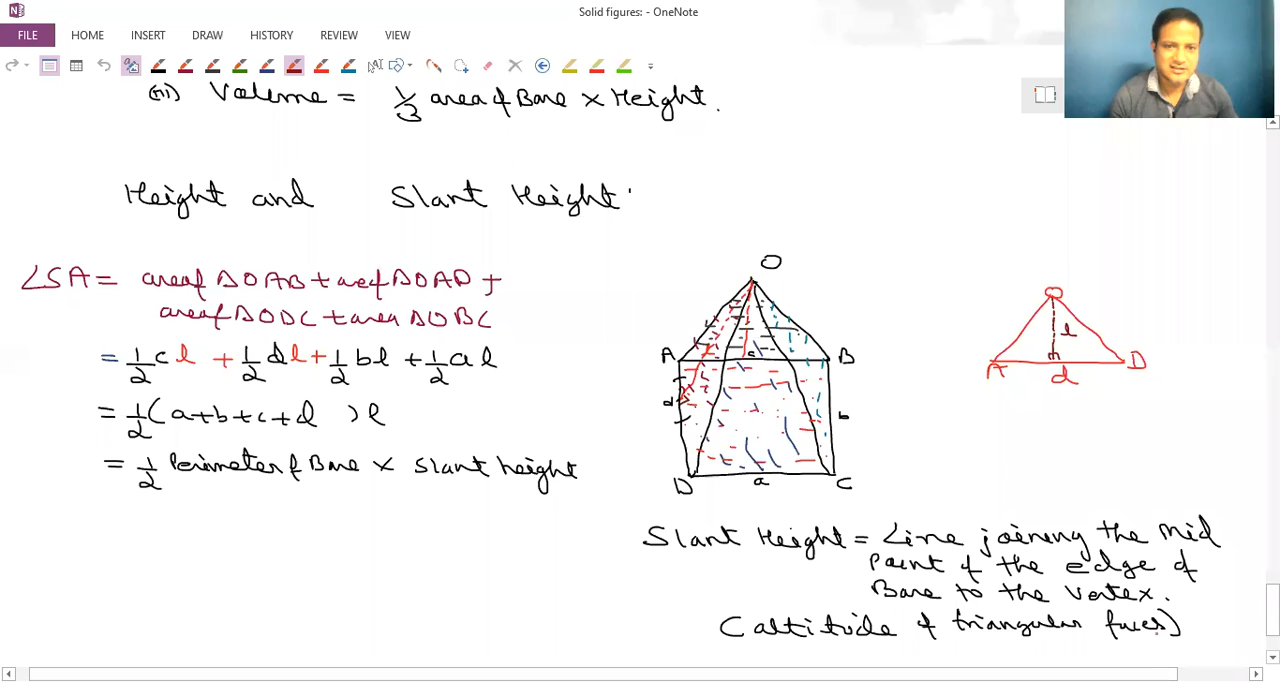 Solid figures: - OneNote
FILE HOME INSERT DRAW HISTORY REVIEW VIEW
(iii) Volume = 1/3 area of Base × Height.
Height and Slant Height
LSA = area of ΔOAB + area of ΔOAD +
area of ΔODC + area ΔOBC
= 1/2 c l + 1/2 d l + 1/2 b l + 1/2 a l
= 1/2 (a+b+c+d) l
= 1/2 Perimeter of Base × Slant height
O
A
c
B
d
b
D
a
C
O
l
A
d
D
Slant Height = Line joining the Mid
Point of the edge of
Base to the Vertex.
(altitude of triangular faces)